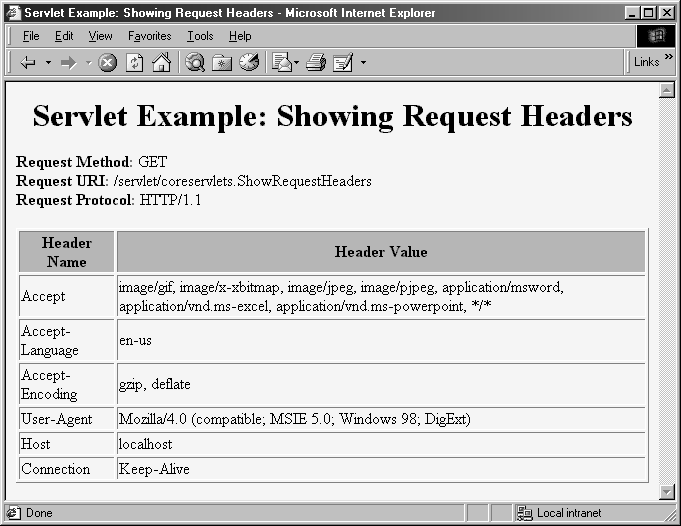 Servlet Example: Showing Request Headers - Microsoft Internet Explorer
File Edit View Favorites Tools Help
Links »
Servlet Example: Showing Request Headers
Request Method: GET
Request URI: /servlet/coreservlets.ShowRequestHeaders
Request Protocol: HTTP/1.1
Header
Name
Header Value
Accept
image/gif, image/x-xbitmap, image/jpeg, image/pjpeg, application/msword,
application/vnd.ms-excel, application/vnd.ms-powerpoint, */*
Accept-
Language
en-us
Accept-
Encoding
gzip, deflate
User-Agent
Mozilla/4.0 (compatible; MSIE 5.0; Windows 98; DigExt)
Host
localhost
Connection
Keep-Alive
Done
Local intranet